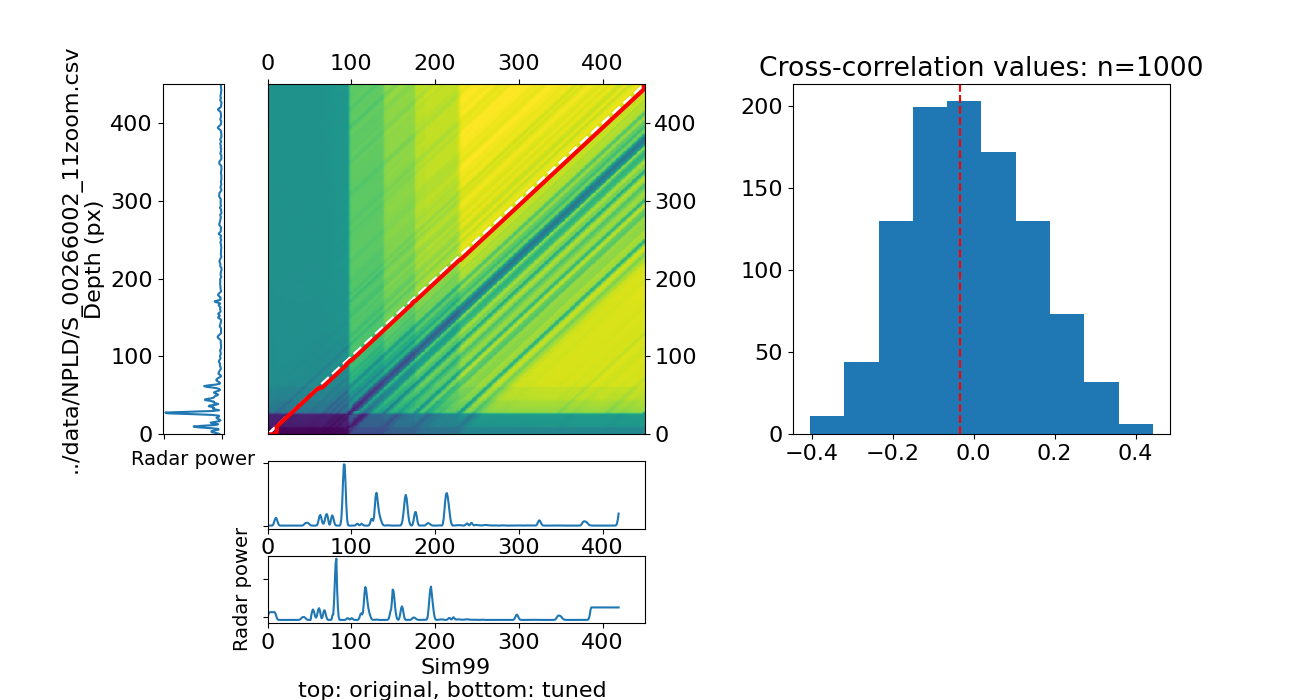 ../data/NPLD/S_00266002_11zoom.csv
Depth (px)
0
100
200
300
400
Radar power
0 100 200 300 400
400
300
200
100
0
0 100 200 300 400
Radar power
0 100 200 300 400
Sim99
top: original, bottom: tuned
Cross-correlation values: n=1000
200
150
100
50
0
−0.4 −0.2 0.0 0.2 0.4